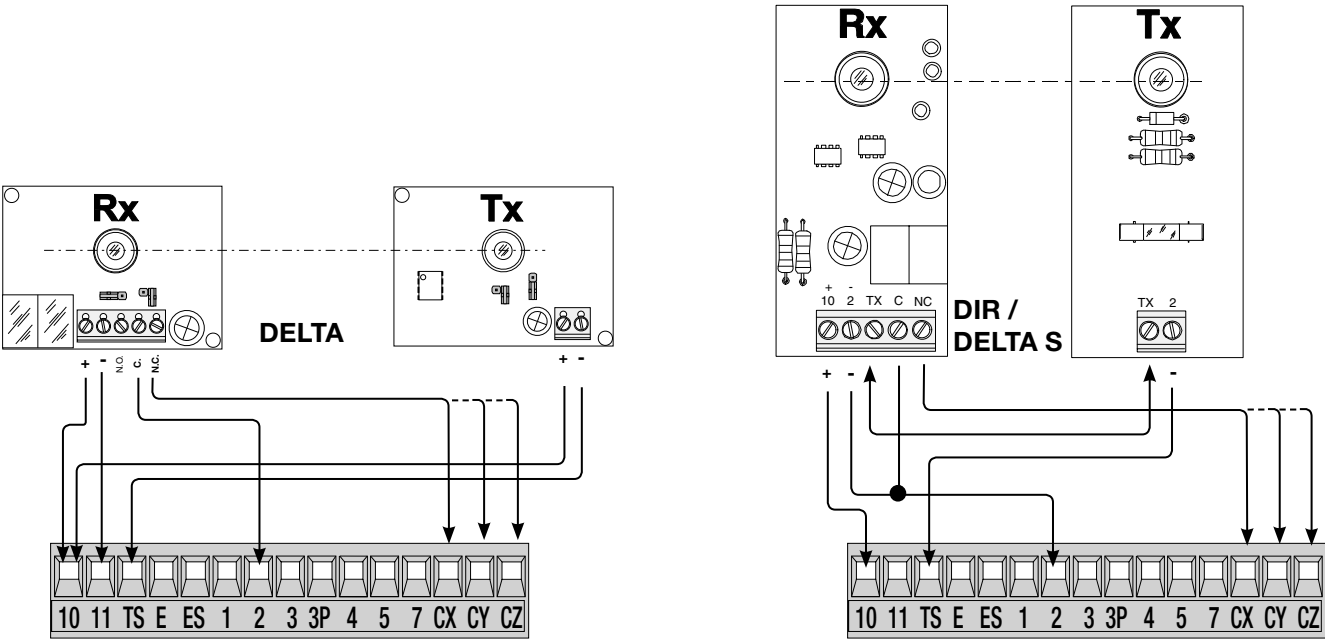 Rx
Tx
DELTA
+ - N.O. C. N.C.
+ -
10 11 TS E ES 1 2 3 3P 4 5 7 CX CY CZ
Rx
Tx
+ -
10 2 TX C NC
DIR /
DELTA S
TX 2
+ -
-
10 11 TS E ES 1 2 3 3P 4 5 7 CX CY CZ